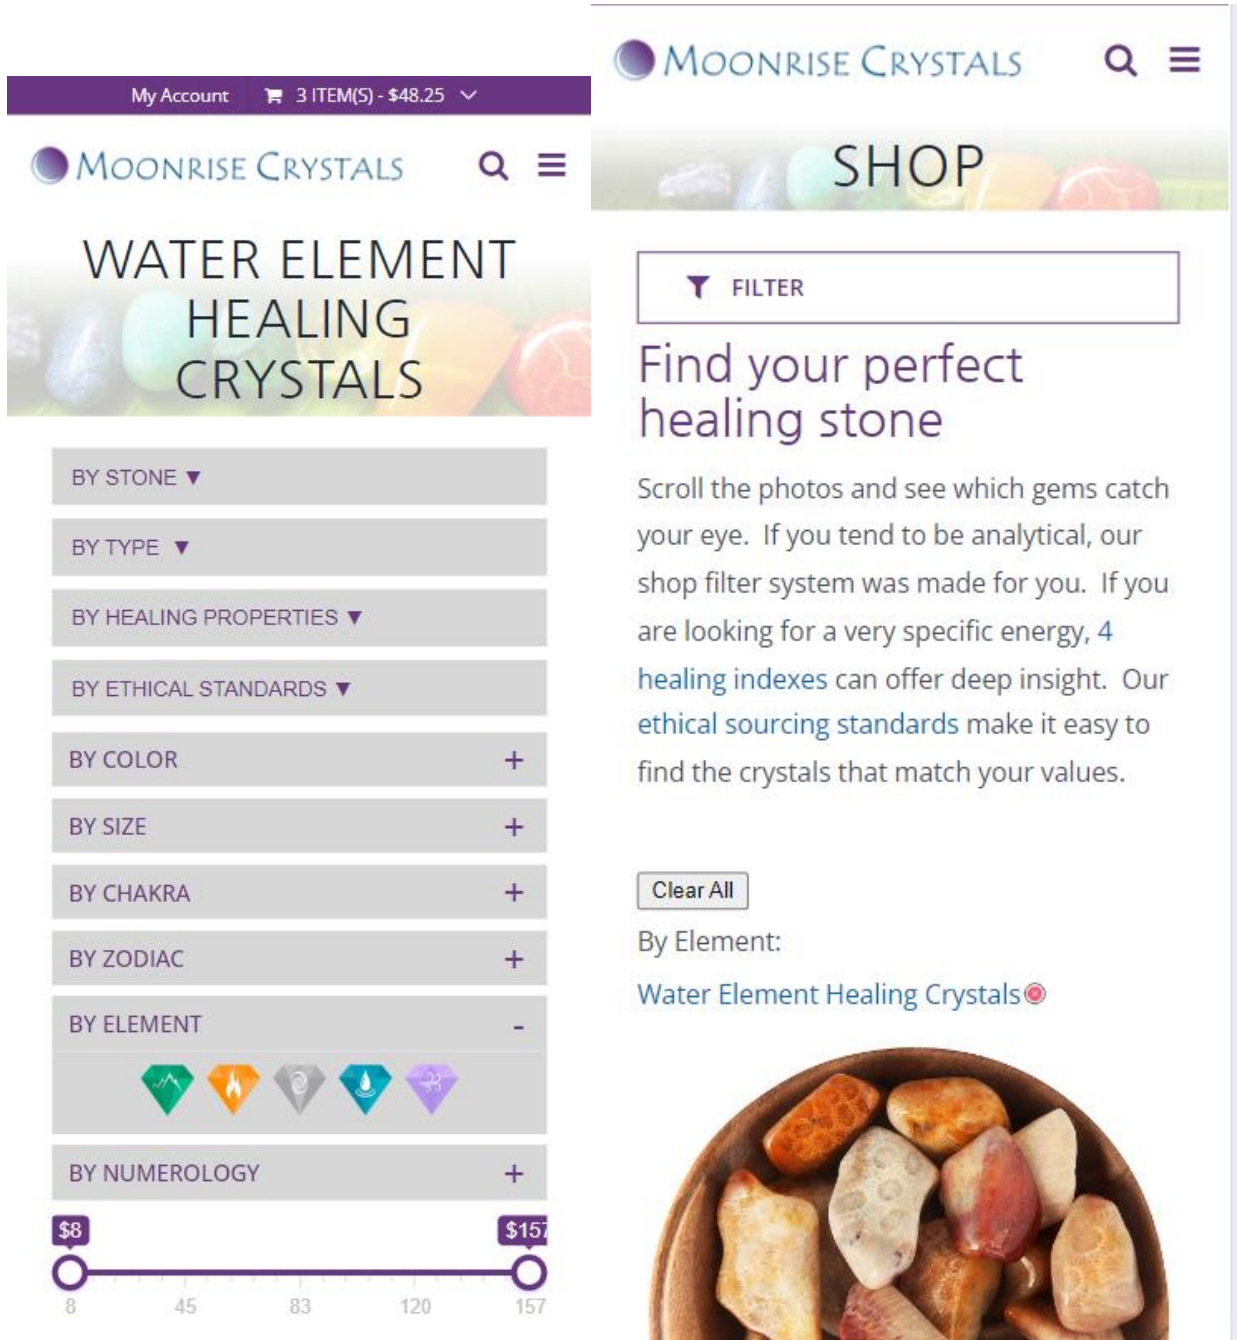 My Account 3 ITEM(S) - $48.25
MOONRISE CRYSTALS
WATER ELEMENT
HEALING
CRYSTALS
BY STONE ▼
BY TYPE ▼
BY HEALING PROPERTIES ▼
BY ETHICAL STANDARDS ▼
BY COLOR +
BY SIZE +
BY CHAKRA +
BY ZODIAC +
BY ELEMENT -
BY NUMEROLOGY +
$8 $157
8 45 83 120 157
MOONRISE CRYSTALS
SHOP
FILTER
Find your perfect
healing stone
Scroll the photos and see which gems catch
your eye. If you tend to be analytical, our
shop filter system was made for you. If you
are looking for a very specific energy, 4
healing indexes can offer deep insight. Our
ethical sourcing standards make it easy to
find the crystals that match your values.
Clear All
By Element:
Water Element Healing Crystals